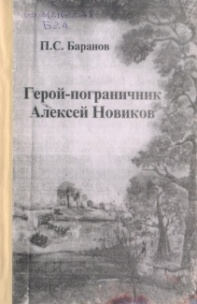 П.С. Баранов
Герой-пограничник
Алексей Новиков